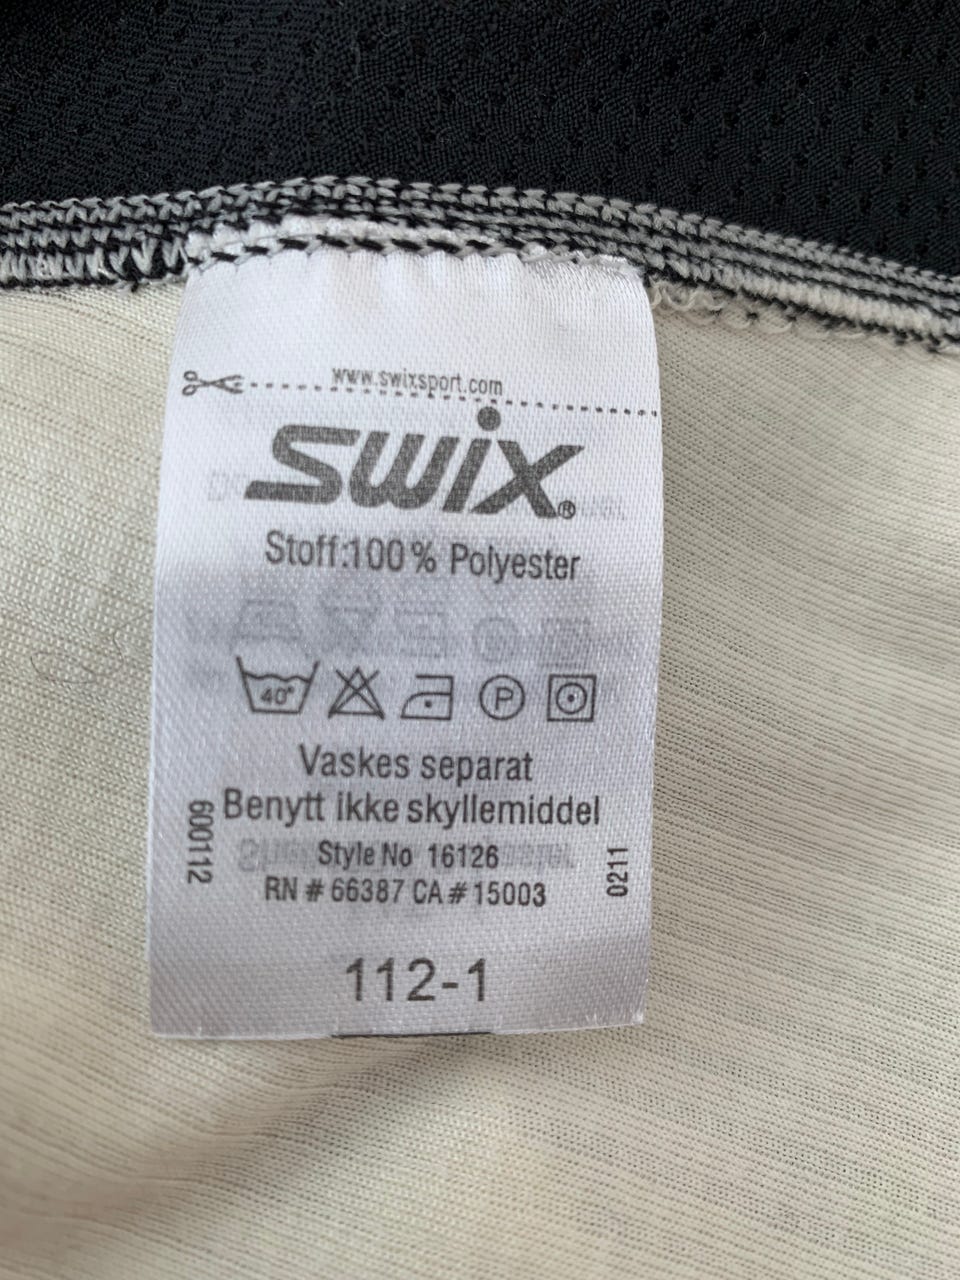 www.swixsport.com
swix®
Stoff:100% Polyester
40° P
Vaskes separat
Benytt ikke skyllemiddel
Style No 16126
RN # 66387 CA # 15003
600112
0211
112-1